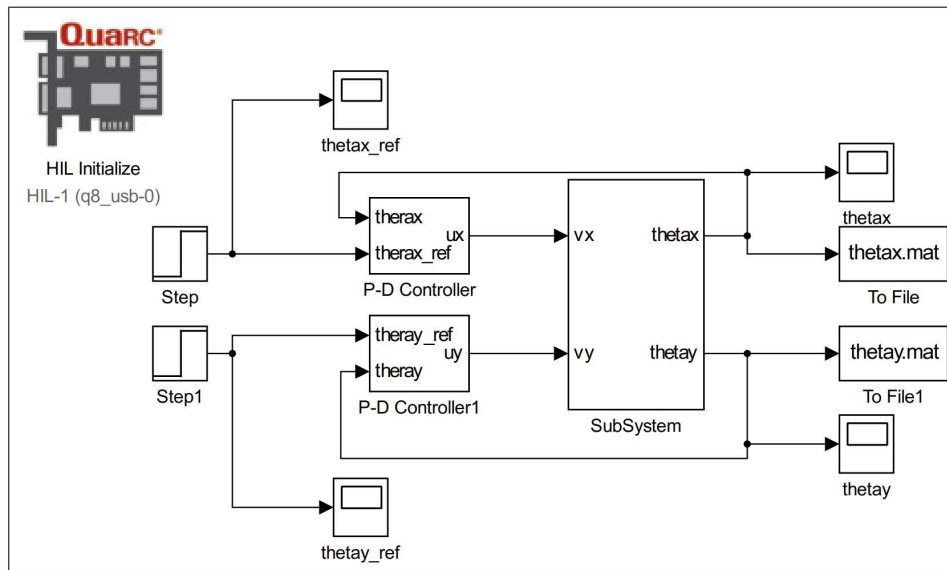 QUARC®
HIL Initialize
HIL-1 (q8_usb-0)
thetax_ref
thetax
therax
therax_ref
ux
P-D Controller
vx
thetax
thetax.mat
To File
Step
theray_ref
theray
uy
P-D Controller1
vy
thetay
SubSystem
thetay.mat
To File1
Step1
thetay
thetay_ref